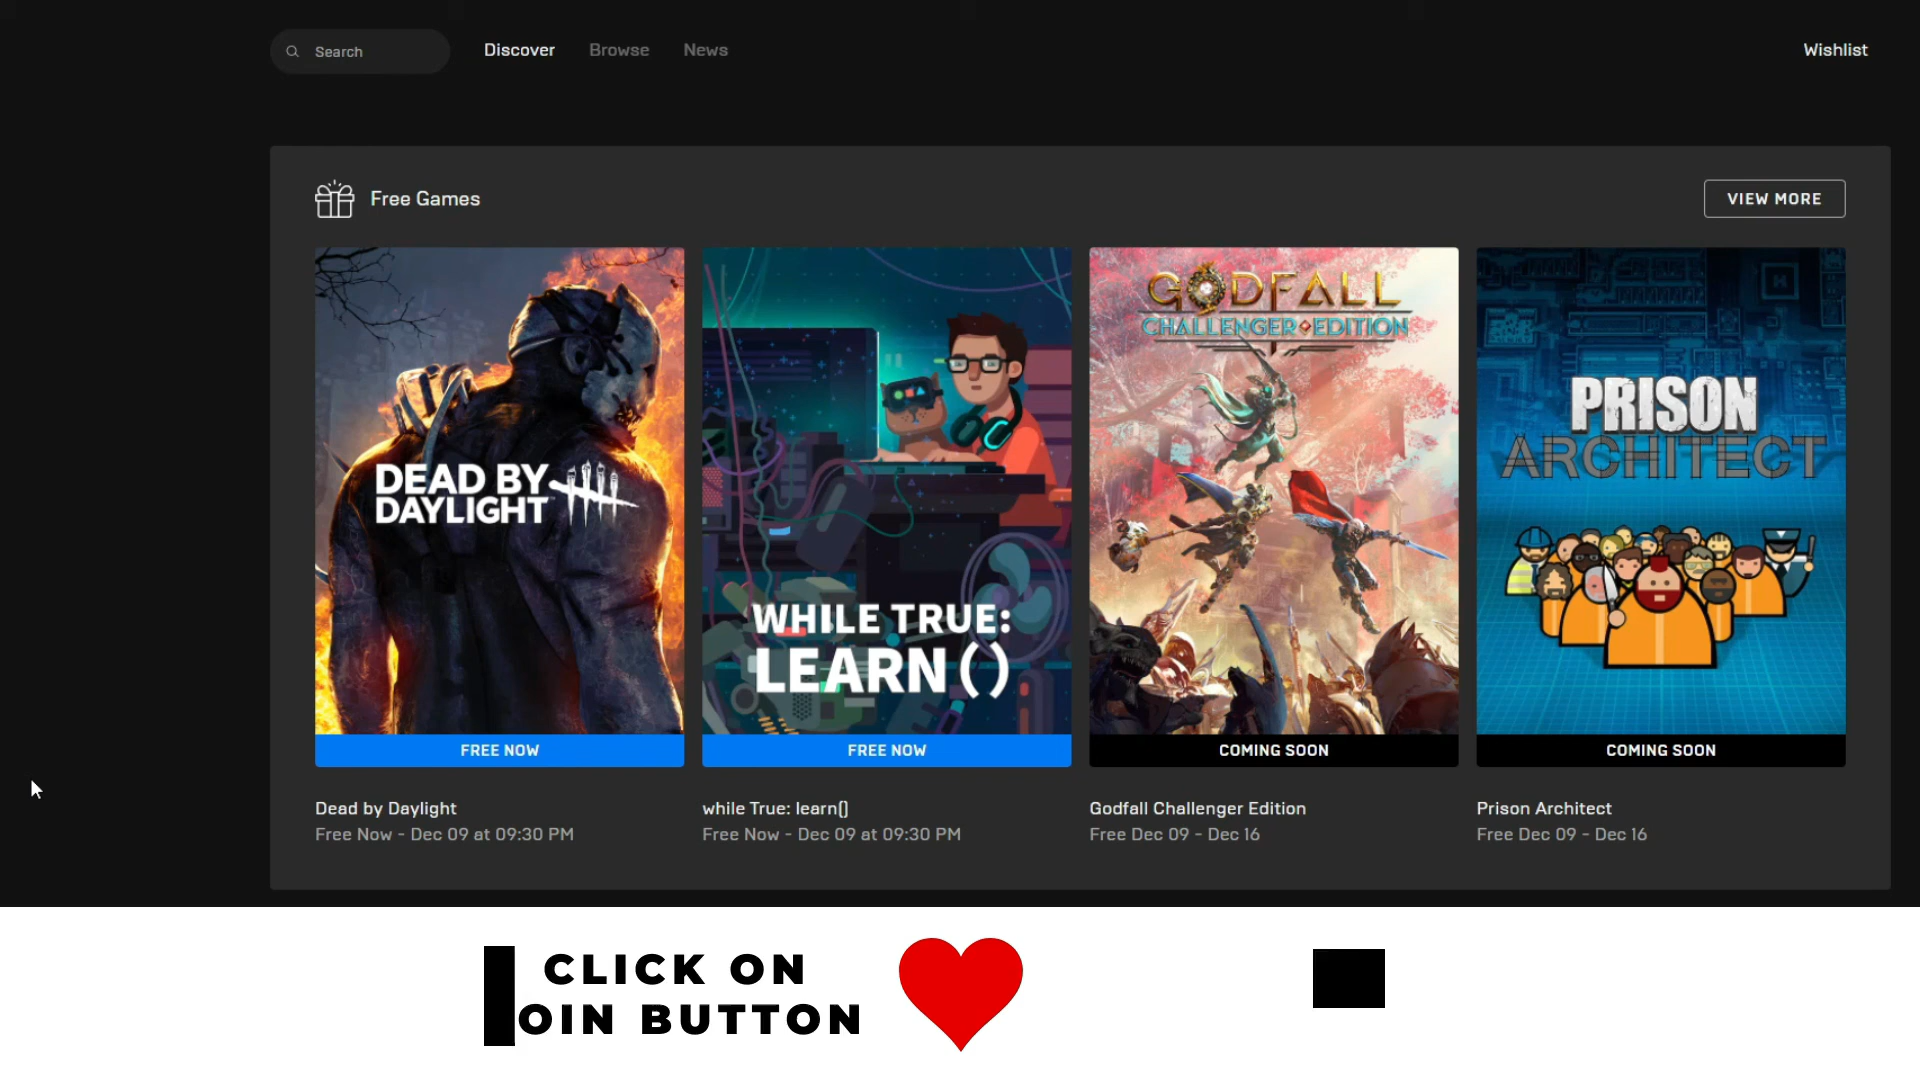 Search
Discover
Browse
News
Wishlist
Free Games
VIEW MORE
DEAD BY
DAYLIGHT
WHILE TRUE:
LEARN()
GODFALL
CHALLENGER EDITION
PRISON
ARCHITECT
FREE NOW
FREE NOW
COMING SOON
COMING SOON
Dead by Daylight
Free Now - Dec 09 at 09:30 PM
while True: learn()
Free Now - Dec 09 at 09:30 PM
Godfall Challenger Edition
Free Dec 09 - Dec 16
Prison Architect
Free Dec 09 - Dec 16
CLICK ON
OIN BUTTON